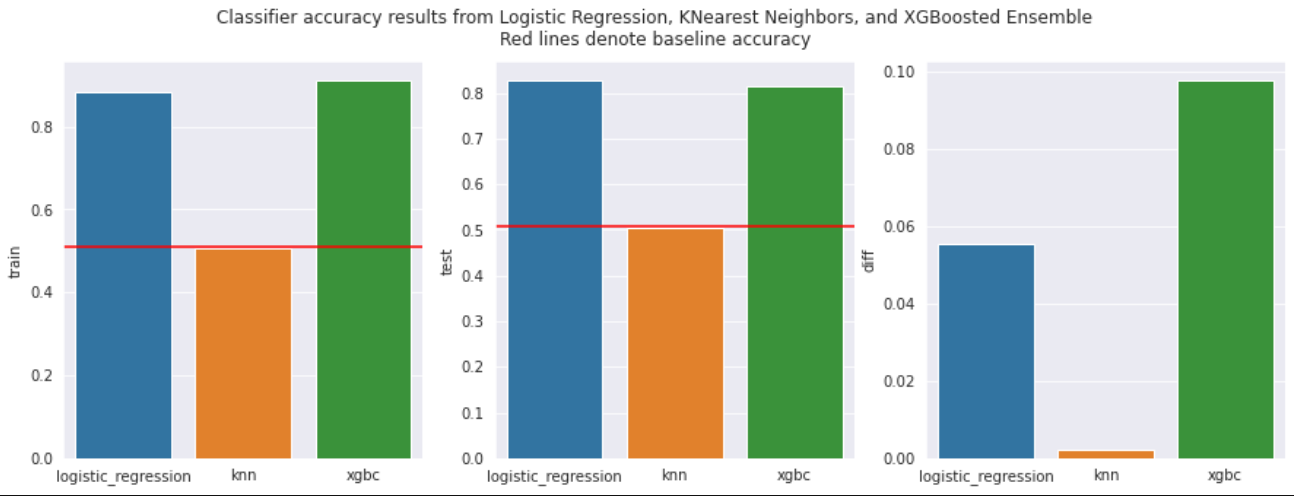 Classifier accuracy results from Logistic Regression, KNearest Neighbors, and XGBoosted Ensemble
Red lines denote baseline accuracy
train
0.8
0.6
0.4
0.2
0.0
logistic_regression
knn
xgbc
test
0.8
0.7
0.6
0.5
0.4
0.3
0.2
0.1
0.0
logistic_regression
knn
xgbc
diff
0.10
0.08
0.06
0.04
0.02
0.00
logistic_regression
knn
xgbc